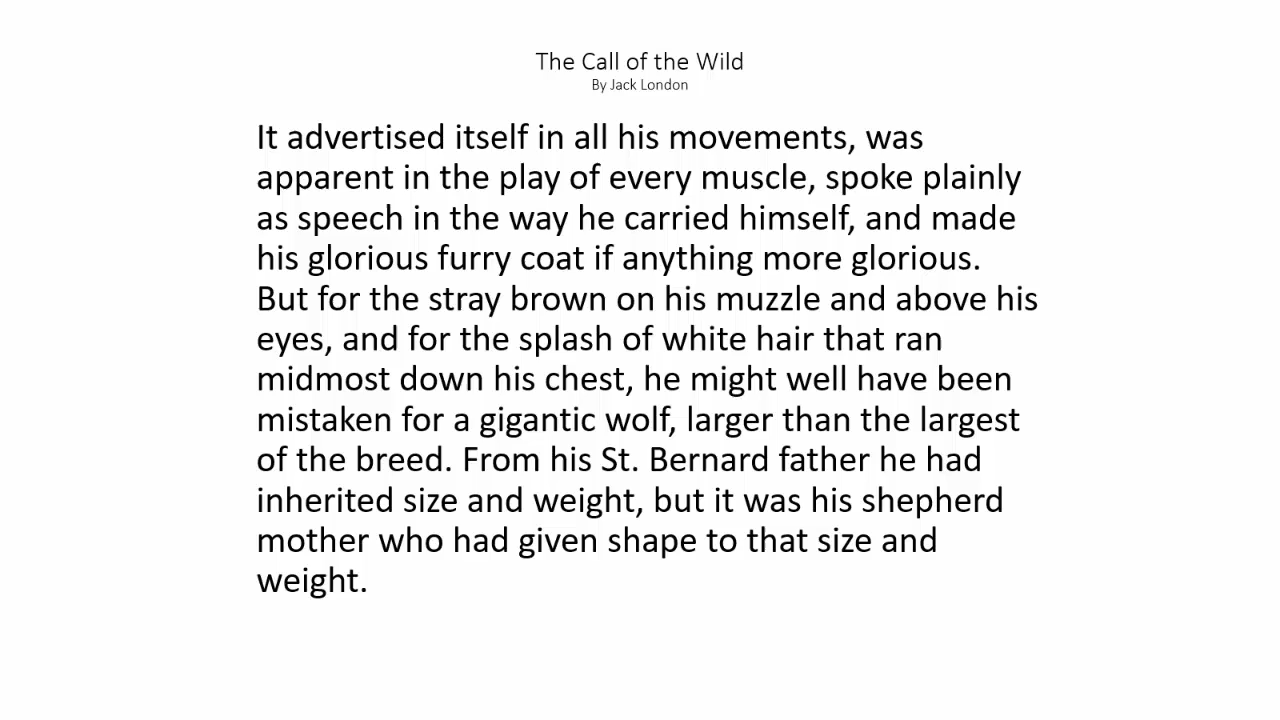 The Call of the Wild
By Jack London
It advertised itself in all his movements, was
apparent in the play of every muscle, spoke plainly
as speech in the way he carried himself, and made
his glorious furry coat if anything more glorious.
But for the stray brown on his muzzle and above his
eyes, and for the splash of white hair that ran
midmost down his chest, he might well have been
mistaken for a gigantic wolf, larger than the largest
of the breed. From his St. Bernard father he had
inherited size and weight, but it was his shepherd
mother who had given shape to that size and
weight.